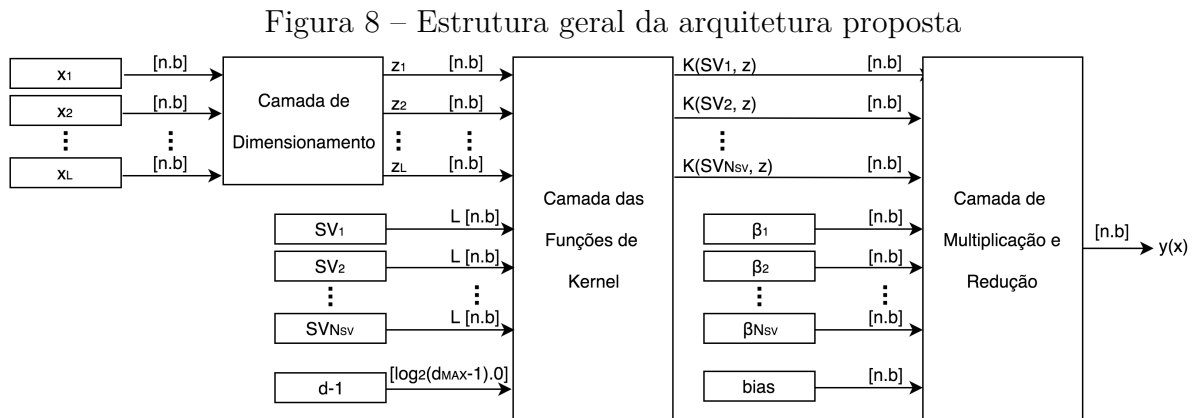 Figura 8 – Estrutura geral da arquitetura proposta
x1 [n.b] z1 [n.b] K(SV1, z) [n.b]
x2 [n.b] z2 [n.b] K(SV2, z) [n.b]
xL [n.b] zL [n.b] K(SVNsv, z) [n.b]
Camada de
Dimensionamento
SV1 L [n.b]
SV2 L [n.b]
SVNsv L [n.b]
d-1 [log2(dMAX-1).0]
Camada das
Funções de
Kernel
β1 [n.b]
β2 [n.b]
βNsv [n.b]
bias [n.b]
Camada de
Multiplicação e
Redução
[n.b] y(x)